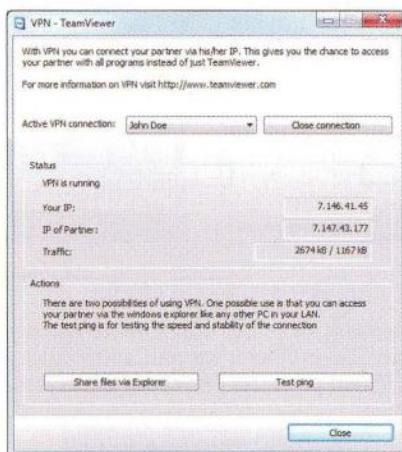 VPN - TeamViewer
With VPN you can connect your partner via his/her IP. This gives you the chance to access
your partner with all programs instead of just TeamViewer.
For more information on VPN visit http://www.teamviewer.com
Active VPN connection: John Doe Close connection
Status
VPN is running
Your IP: 7.146.41.45
IP of Partner: 7.147.43.177
Traffic: 2674 kB / 1167 kB
Actions
There are two possibilities of using VPN. One possible use is that you can access
your partner via the windows explorer like any other PC in your LAN.
The test ping is for testing the speed and stability of the connection
Share files via Explorer Test ping
Close